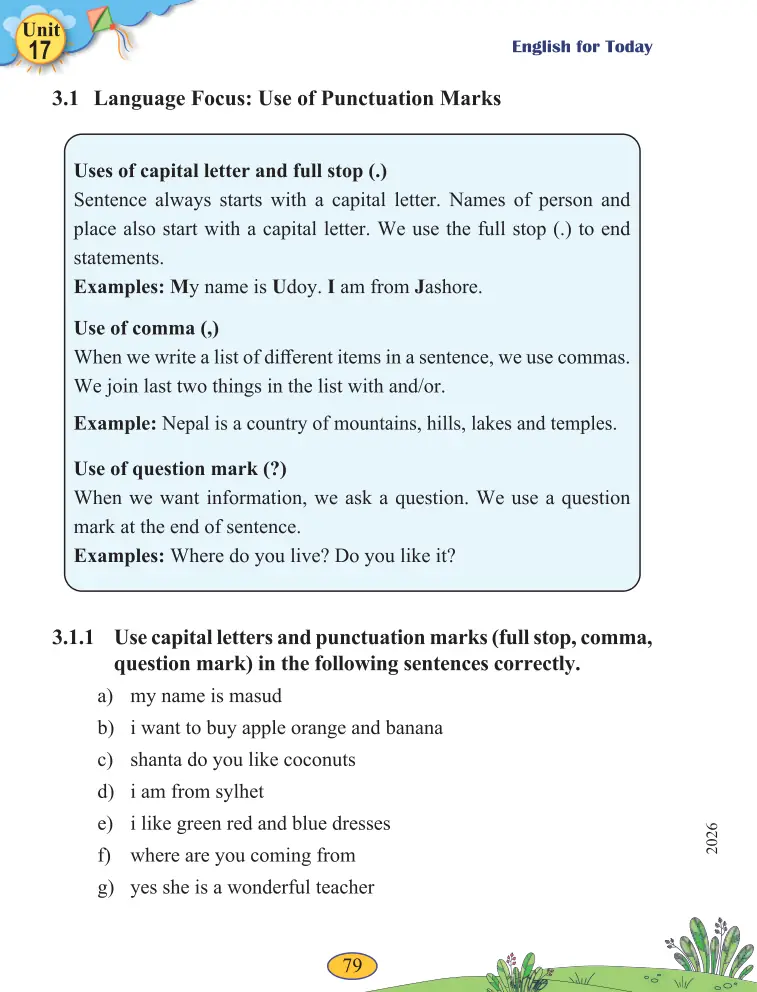 Unit
17
English for Today
3.1 Language Focus: Use of Punctuation Marks
Uses of capital letter and full stop (.)
Sentence always starts with a capital letter. Names of person and
place also start with a capital letter. We use the full stop (.) to end
statements.
Examples: My name is Udoy. I am from Jashore.
Use of comma (,)
When we write a list of different items in a sentence, we use commas.
We join last two things in the list with and/or.
Example: Nepal is a country of mountains, hills, lakes and temples.
Use of question mark (?)
When we want information, we ask a question. We use a question
mark at the end of sentence.
Examples: Where do you live? Do you like it?
3.1.1 Use capital letters and punctuation marks (full stop, comma,
question mark) in the following sentences correctly.
a) my name is masud
b) i want to buy apple orange and banana
c) shanta do you like coconuts
d) i am from sylhet
e) i like green red and blue dresses
f) where are you coming from
g) yes she is a wonderful teacher
2026
79